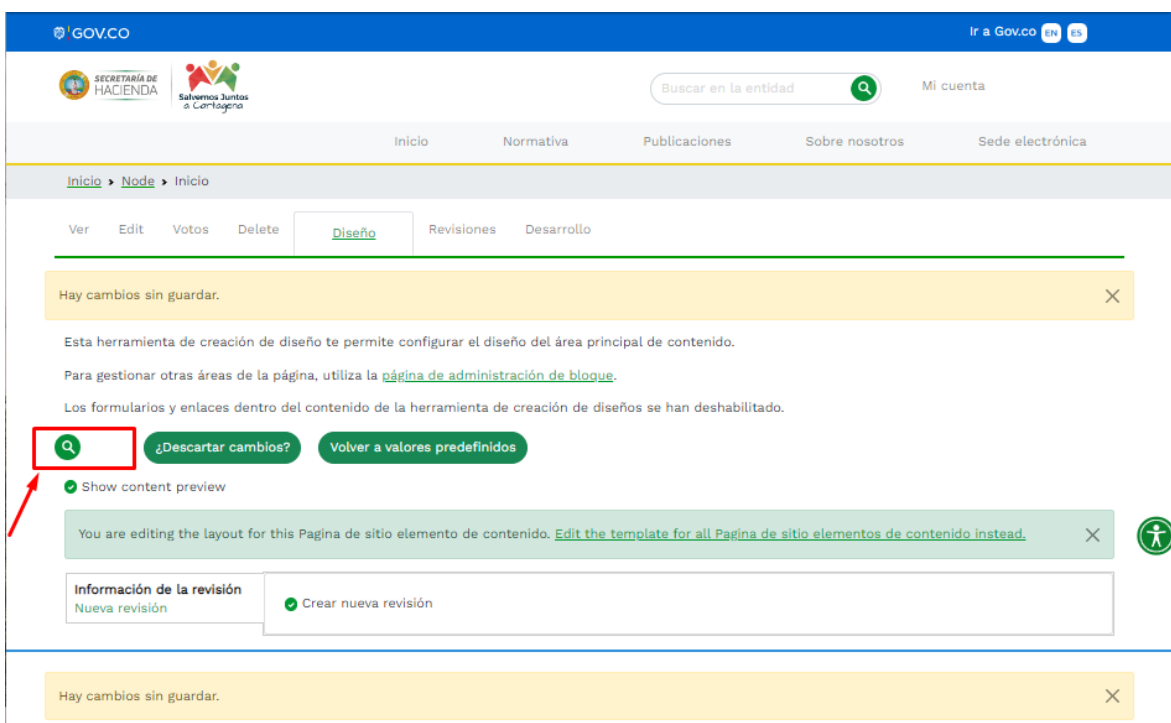 GOV.CO
Ir a Gov.co EN ES
SECRETARÍA DE
HACIENDA
Salvemos Juntos
a Cartagena
Buscar en la entidad
Mi cuenta
Inicio Normativa Publicaciones Sobre nosotros Sede electrónica
Inicio › Node › Inicio
Ver Edit Votos Delete Diseño Revisiones Desarrollo
Hay cambios sin guardar.
Esta herramienta de creación de diseño te permite configurar el diseño del área principal de contenido.
Para gestionar otras áreas de la página, utiliza la página de administración de bloque.
Los formularios y enlaces dentro del contenido de la herramienta de creación de diseños se han deshabilitado.
¿Descartar cambios? Volver a valores predefinidos
Show content preview
You are editing the layout for this Pagina de sitio elemento de contenido. Edit the template for all Pagina de sitio elementos de contenido instead.
Información de la revisión
Nueva revisión
Crear nueva revisión
Hay cambios sin guardar.